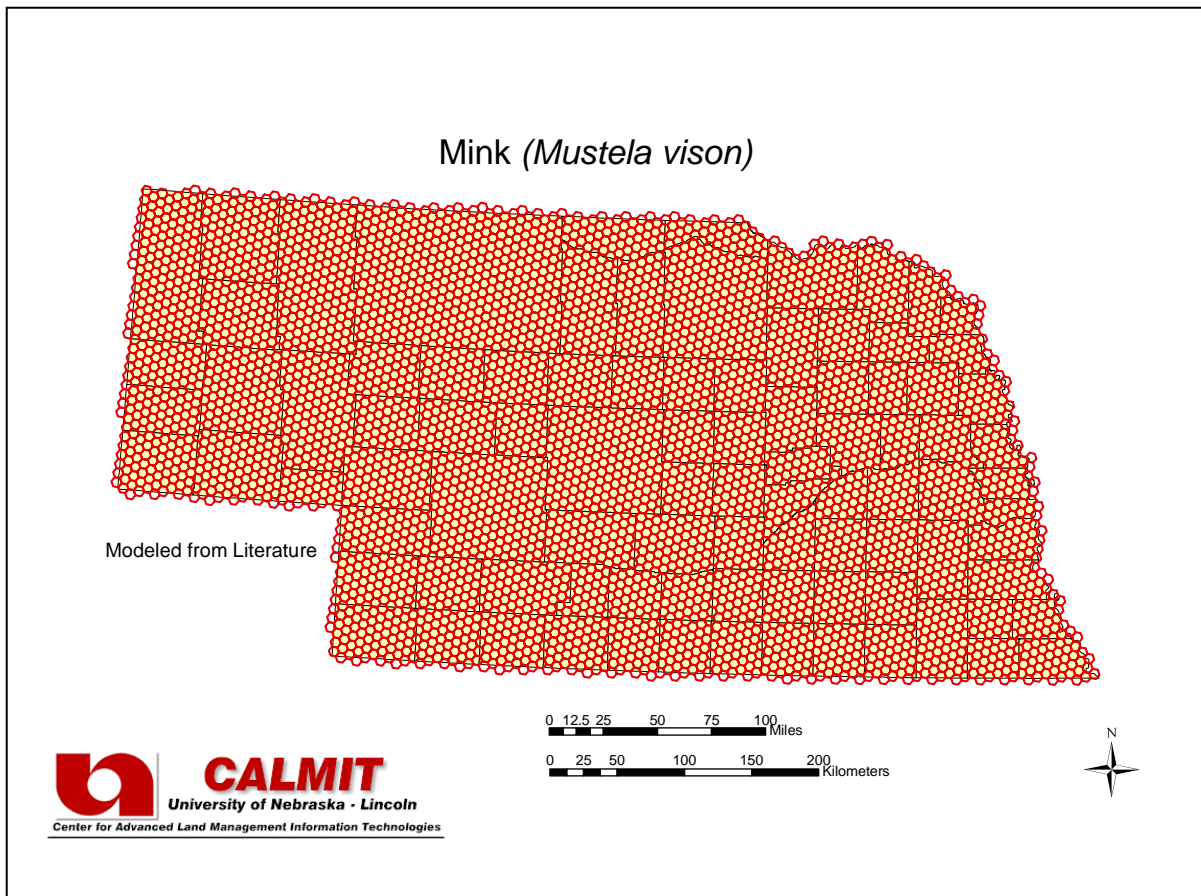 Mink (Mustela vison)
Modeled from Literature
0 12.5 25 50 75 100
Miles
0 25 50 100 150 200
Kilometers
N
CALMIT
University of Nebraska - Lincoln
Center for Advanced Land Management Information Technologies